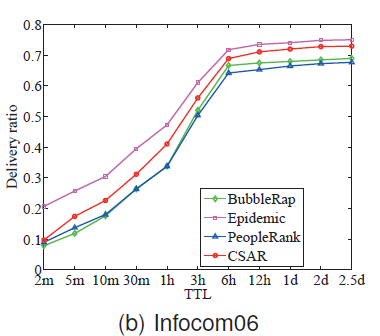 0.8
0.7
0.6
0.5
0.4
0.3
0.2
0.1
0
Delivery ratio
BubbleRap
Epidemic
PeopleRank
CSAR
2m 5m 10m 30m 1h 3h 6h 12h 1d 2d 2.5d
TTL
(b) Infocom06